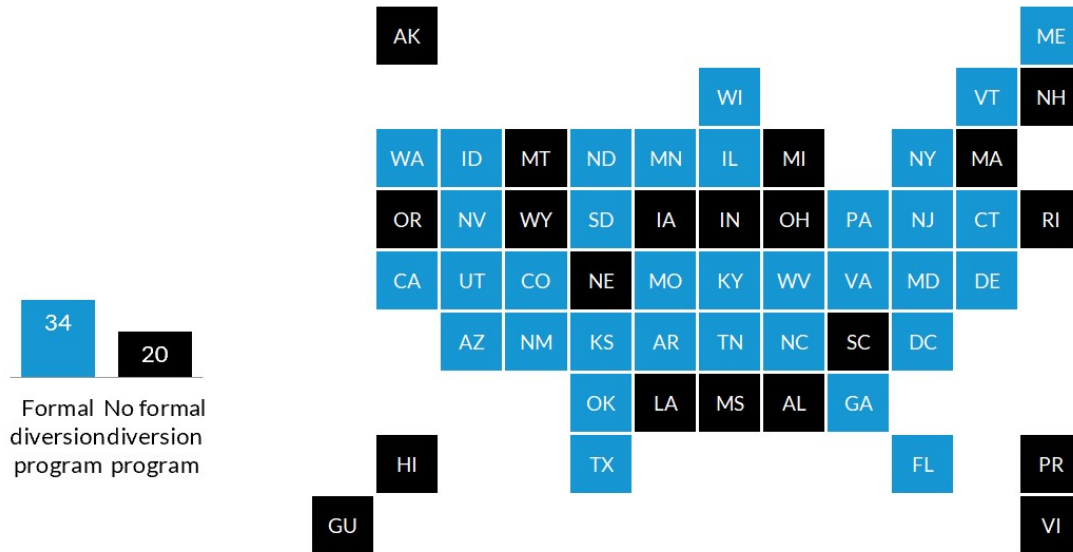 AK ME
WI VT NH
WA ID MT ND MN IL MI NY MA
OR NV WY SD IA IN OH PA NJ CT RI
CA UT CO NE MO KY WV VA MD DE
34
20
AZ NM KS AR TN NC SC DC
Formal No formal
diversiondiversion
program program
OK LA MS AL GA
HI TX FL PR
GU VI